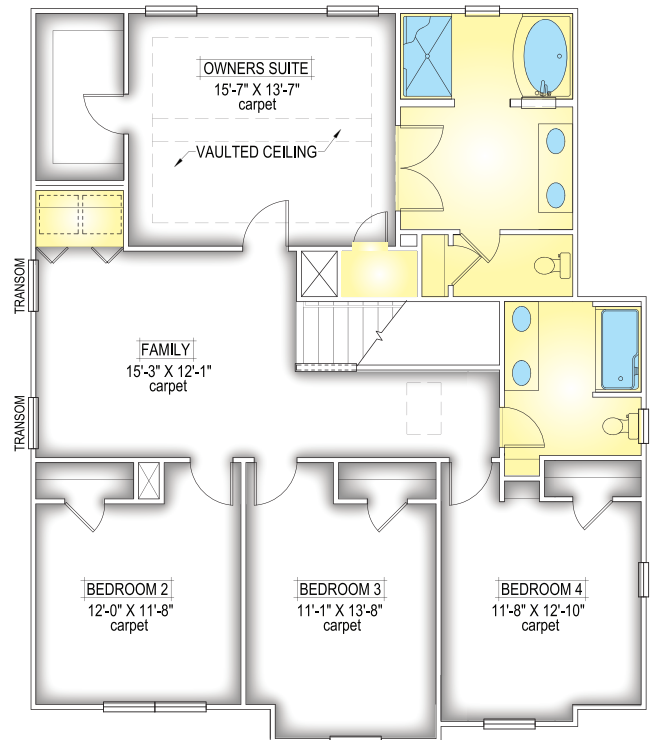 OWNERS SUITE
15'-7" X 13'-7"
carpet
VAULTED CEILING
TRANSOM
FAMILY
15'-3" X 12'-1"
carpet
TRANSOM
BEDROOM 2
12'-0" X 11'-8"
carpet
BEDROOM 3
11'-1" X 13'-8"
carpet
BEDROOM 4
11'-8" X 12'-10"
carpet